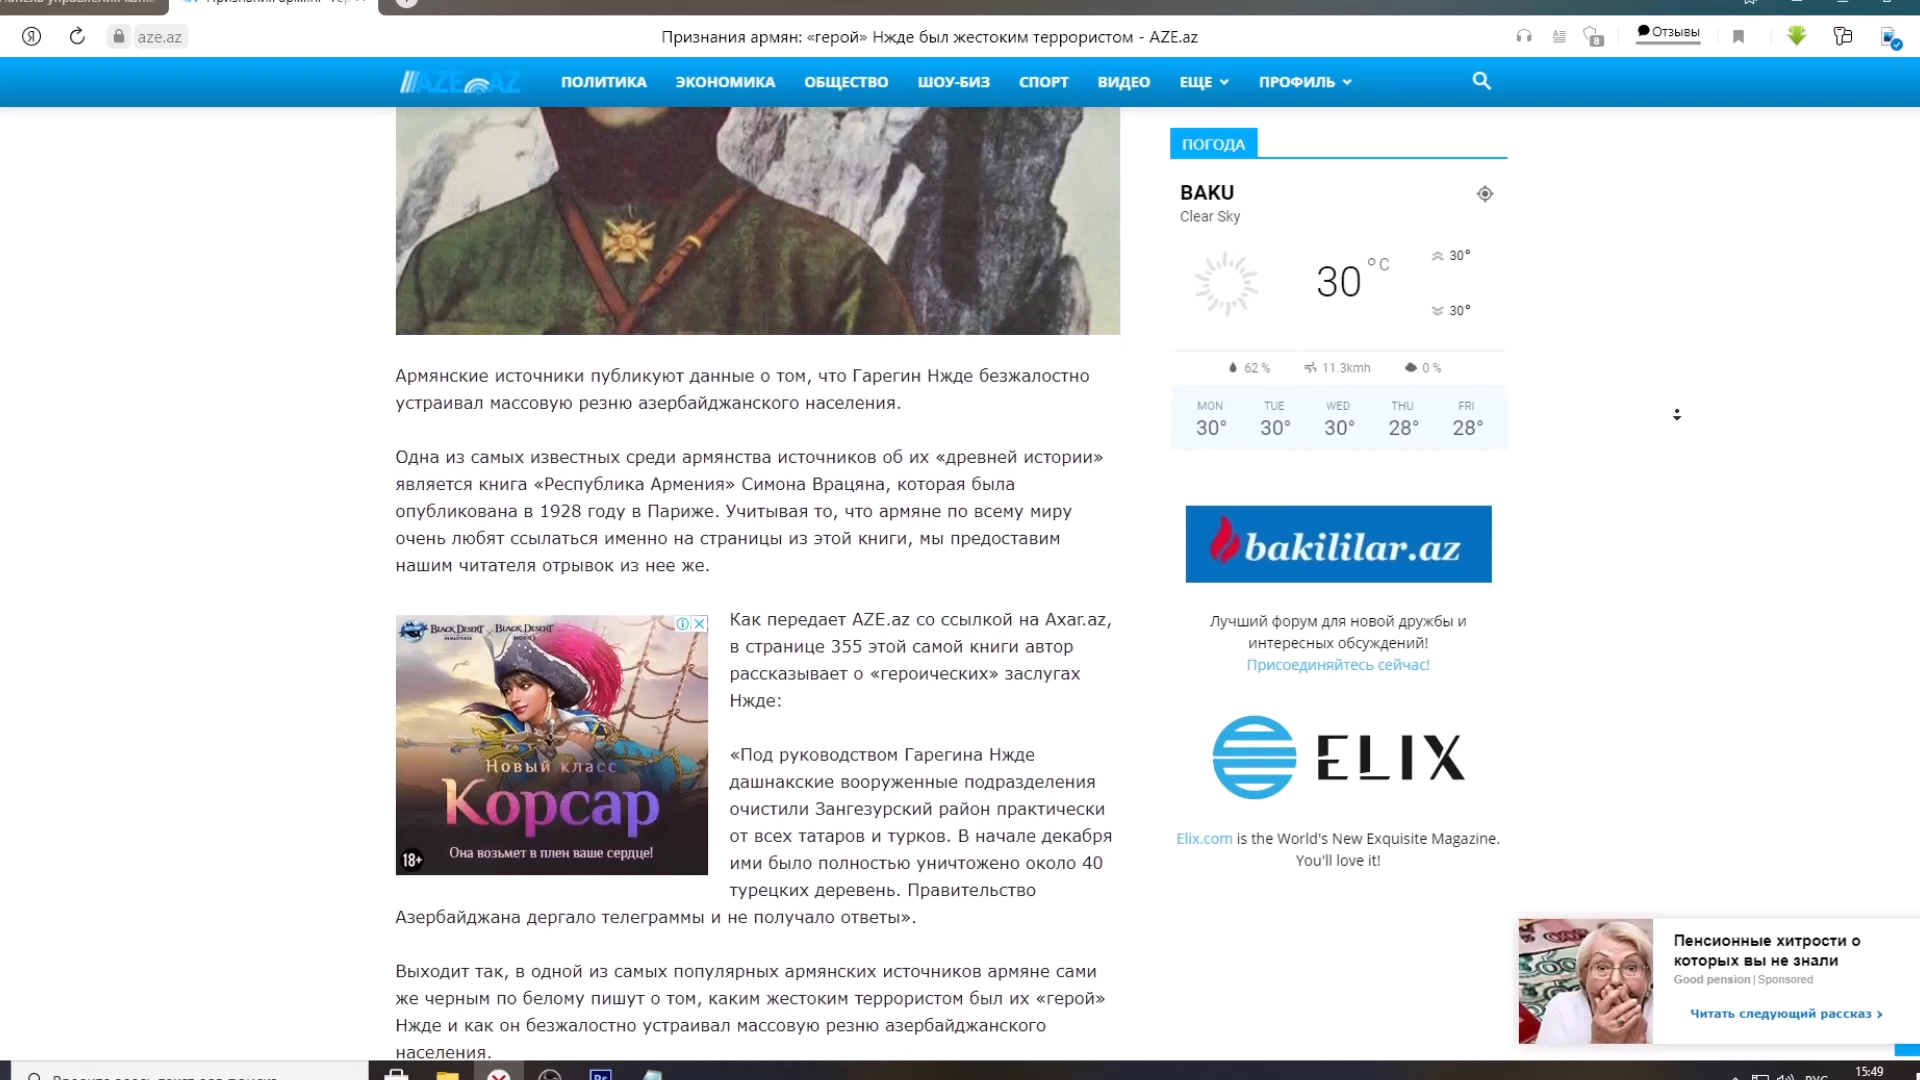 aze.az
Признания армян: «герой» Нжде был жестоким террористом - AZE.az
8
Отзывы
AZE.AZ
ПОЛИТИКА ЭКОНОМИКА ОБЩЕСТВО ШОУ-БИЗ СПОРТ ВИДЕО ЕЩЕ ПРОФИЛЬ
ПОГОДА
BAKU
Clear Sky
30°C
30°
30°
62 % 11.3kmh 0 %
MON TUE WED THU FRI
30° 30° 30° 28° 28°
Армянские источники публикуют данные о том, что Гарегин Нжде безжалостно
устраивал массовую резню азербайджанского населения.
Одна из самых известных среди армянства источников об их «древней истории»
является книга «Республика Армения» Симона Врацяна, которая была
опубликована в 1928 году в Париже. Учитывая то, что армяне по всему миру
очень любят ссылаться именно на страницы из этой книги, мы предоставим
нашим читателя отрывок из нее же.
BLACK DESERT X BLACK DESERT
Новый класс
Корсар
Она возьмет в плен ваше сердце!
18+
Как передает AZE.az со ссылкой на Axar.az,
в странице 355 этой самой книги автор
рассказывает о «героических» заслугах
Нжде:
«Под руководством Гарегина Нжде
дашнакские вооруженные подразделения
очистили Зангезурский район практически
от всех татаров и турков. В начале декабря
ими было полностью уничтожено около 40
турецких деревень. Правительство
Азербайджана дергало телеграммы и не получало ответы».
Выходит так, в одной из самых популярных армянских источников армяне сами
же черным по белому пишут о том, каким жестоким террористом был их «герой»
Нжде и как он безжалостно устраивал массовую резню азербайджанского
населения.
bakililar.az
Лучший форум для новой дружбы и
интересных обсуждений!
Присоединяйтесь сейчас!
ELIX
Elix.com is the World's New Exquisite Magazine.
You'll love it!
Пенсионные хитрости о
которых вы не знали
Good pension | Sponsored
Читать следующий рассказ
15:49